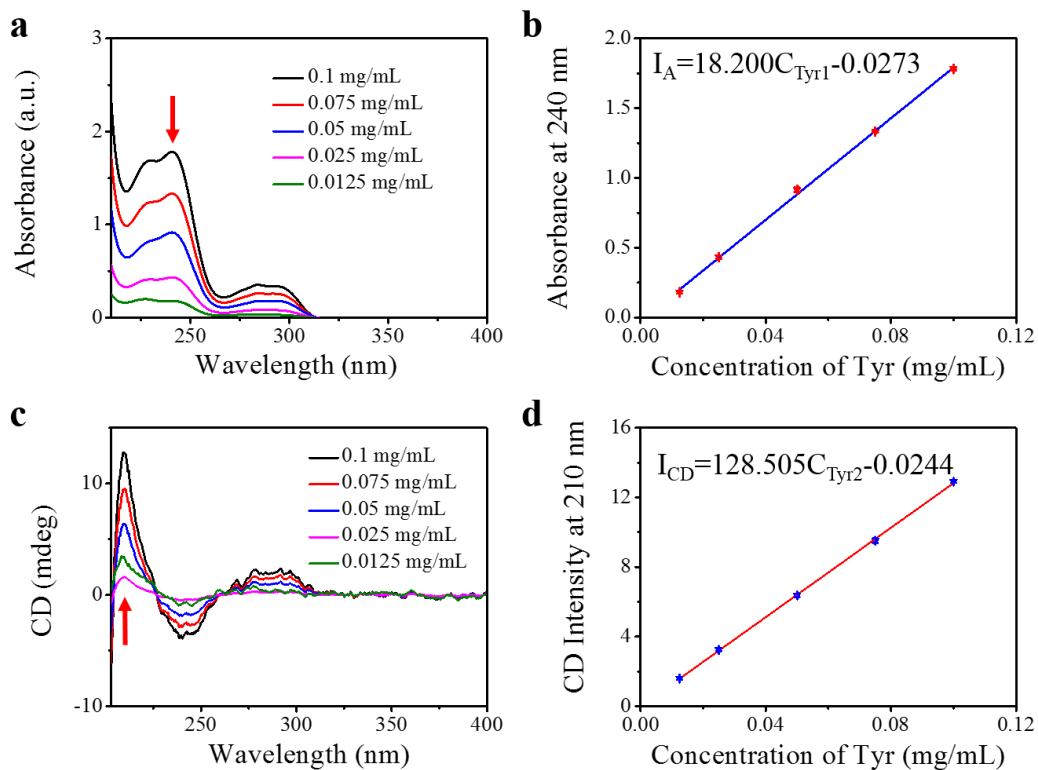 a
3
2
1
0
Absorbance (a.u.)
0.1 mg/mL
0.075 mg/mL
0.05 mg/mL
0.025 mg/mL
0.0125 mg/mL
250 300 350 400
Wavelength (nm)
b
2.0
1.5
1.0
0.5
0.0
Absorbance at 240 nm
I_A=18.200C_Tyr1-0.0273
0.00 0.04 0.08 0.12
Concentration of Tyr (mg/mL)
c
10
0
-10
CD (mdeg)
0.1 mg/mL
0.075 mg/mL
0.05 mg/mL
0.025 mg/mL
0.0125 mg/mL
250 300 350 400
Wavelength (nm)
d
16
12
8
4
0
CD Intensity at 210 nm
I_CD=128.505C_Tyr2-0.0244
0.00 0.04 0.08 0.12
Concentration of Tyr (mg/mL)